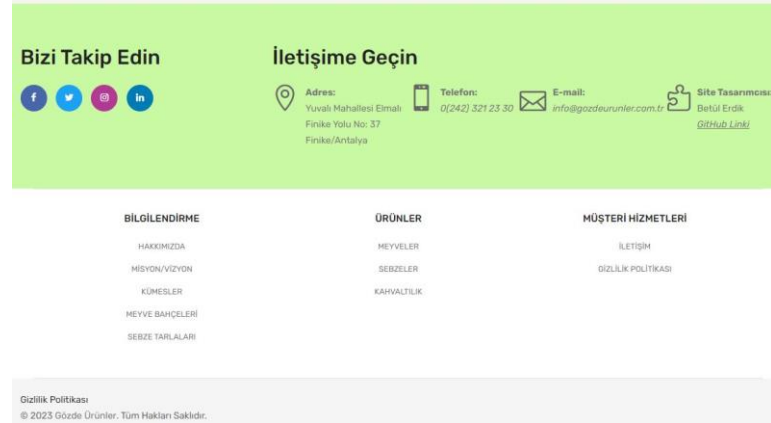 Bizi Takip Edin
İletişime Geçin
Adres:
Yuvalı Mahallesi Elmalı
Finike Yolu No: 37
Finike/Antalya
Telefon:
0(242) 321 23 30
E-mail:
info@gozdeurunler.com.tr
Site Tasarımcısı
Betül Erdik
GitHub Linki
BİLGİLENDİRME
HAKKIMIZDA
MİSYON/VİZYON
KÜMESLER
MEYVE BAHÇELERİ
SEBZE TARLALARI
ÜRÜNLER
MEYVELER
SEBZELER
KAHVALTILIK
MÜŞTERİ HİZMETLERİ
İLETİŞİM
GİZLİLİK POLİTİKASI
Gizlilik Politikası
© 2023 Gözde Ürünler. Tüm Hakları Saklıdır.